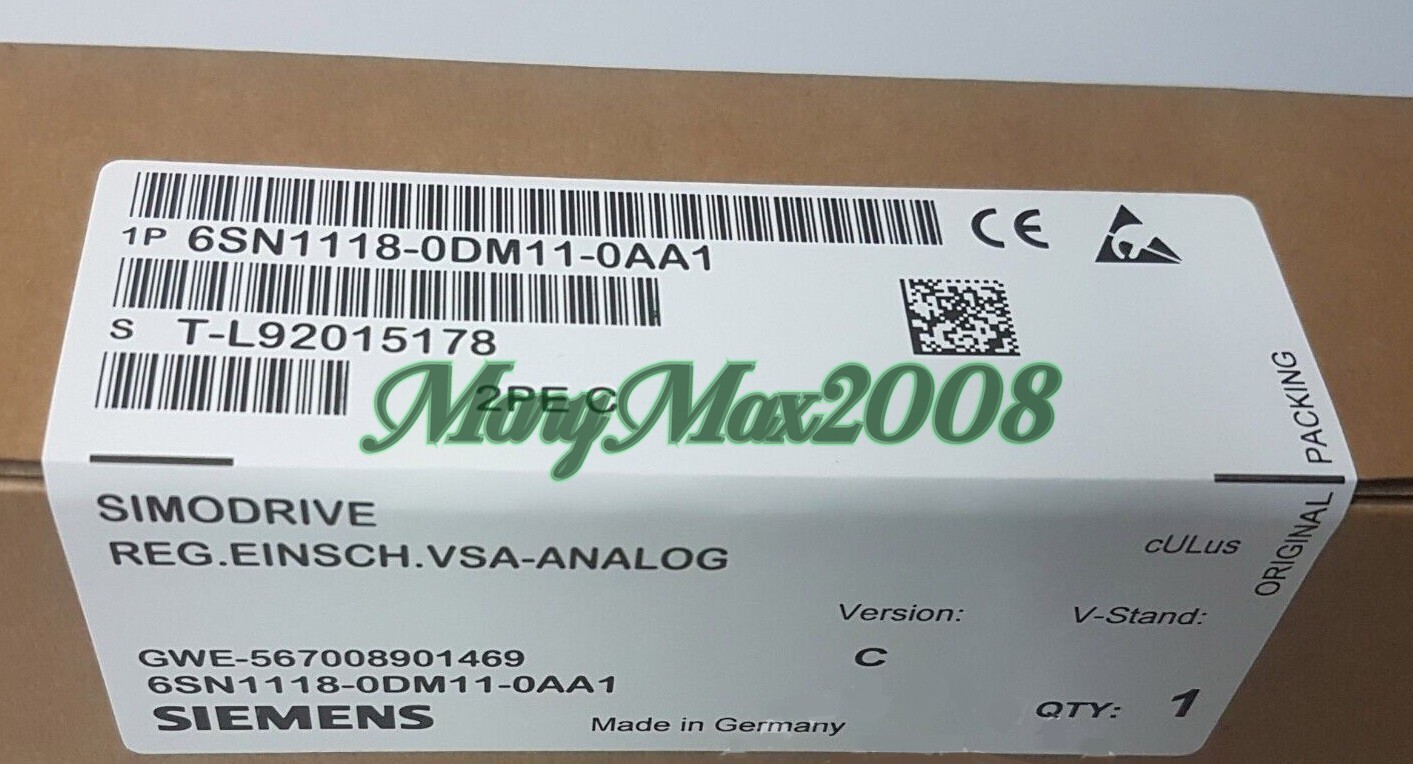 1P 6SN1118-0DM11-0AA1
CE
S T-L92015178
2PE C
MangMax2008
ORIGINAL PACKING
SIMODRIVE
REG.EINSCH.VSA-ANALOG
cULus
Version: V-Stand:
GWE-567008901469
C
6SN1118-0DM11-0AA1
SIEMENS
Made in Germany
QTY: 1